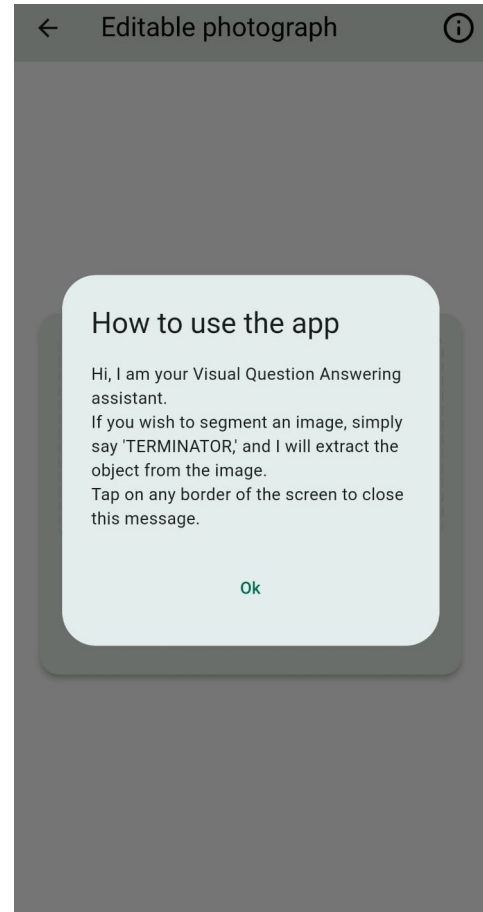 Editable photograph
How to use the app
Hi, I am your Visual Question Answering
assistant.
If you wish to segment an image, simply
say 'TERMINATOR,' and I will extract the
object from the image.
Tap on any border of the screen to close
this message.
Ok